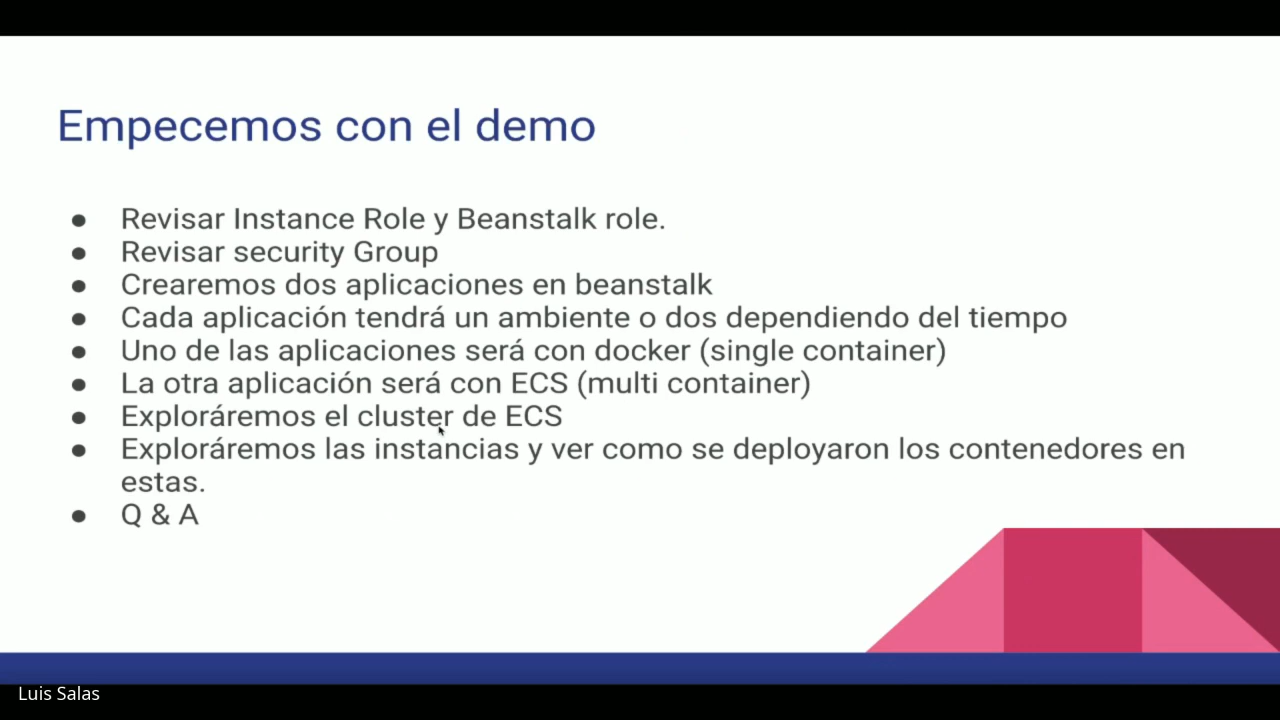 Empecemos con el demo
● Revisar Instance Role y Beanstalk role.
● Revisar security Group
● Crearemos dos aplicaciones en beanstalk
● Cada aplicación tendrá un ambiente o dos dependiendo del tiempo
● Uno de las aplicaciones será con docker (single container)
● La otra aplicación será con ECS (multi container)
● Exploráremos el cluster de ECS
● Exploráremos las instancias y ver como se deployaron los contenedores en
estas.
● Q & A
Luis Salas